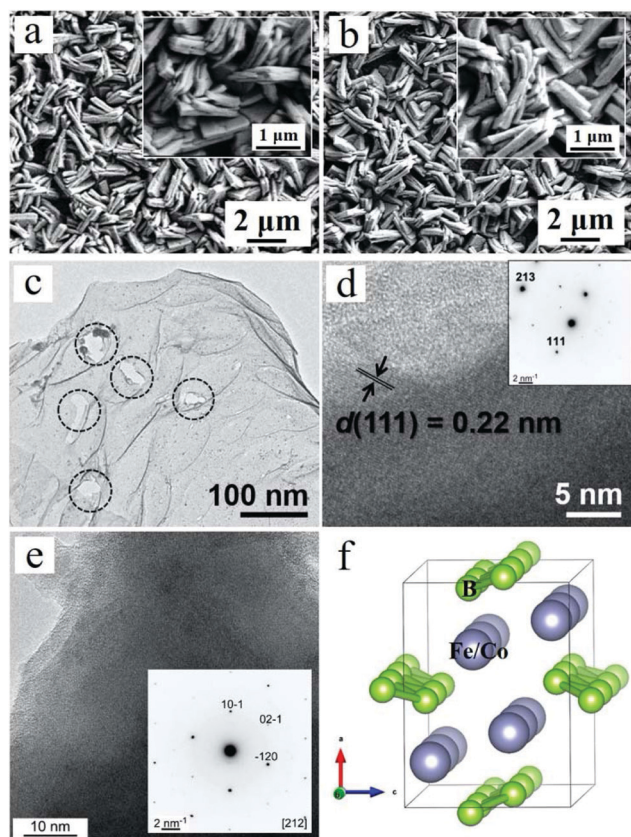 a
1 μm
2 μm
b
1 μm
2 μm
c
100 nm
d
213
111
2 nm⁻¹
d(111) = 0.22 nm
5 nm
e
10-1
02-1
-120
2 nm⁻¹
[212]
10 nm
f
B
Fe/Co
a
b
c